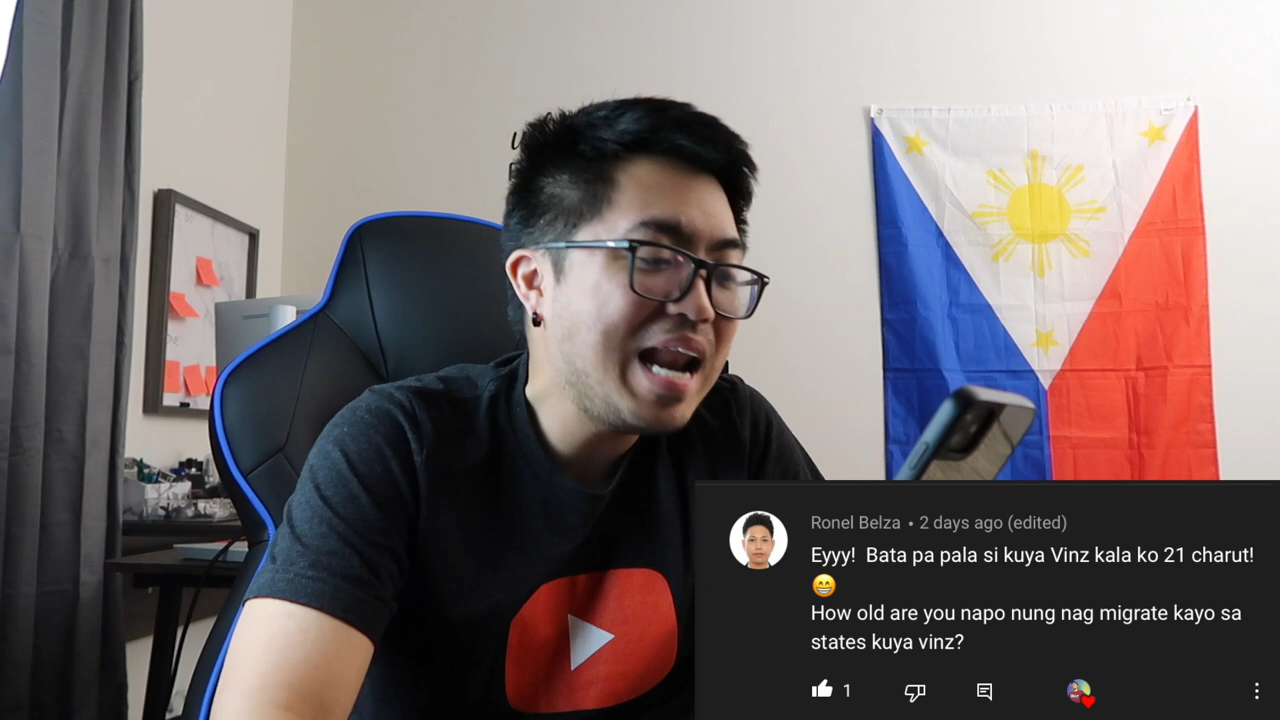 Ronel Belza • 2 days ago (edited)
Eyyy!  Bata pa pala si kuya Vinz kala ko 21 charut!
😁
How old are you napo nung nag migrate kayo sa
states kuya vinz?
1